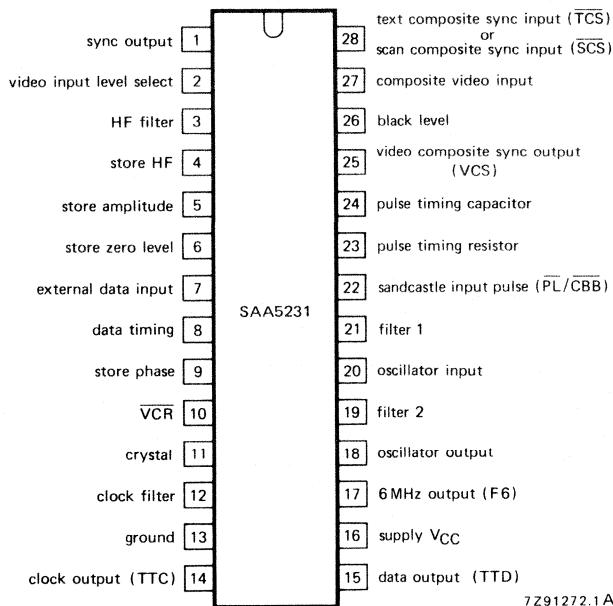 sync output 1
video input level select 2
HF filter 3
store HF 4
store amplitude 5
store zero level 6
external data input 7
data timing 8
store phase 9
V̅C̅R̅ 10
crystal 11
clock filter 12
ground 13
clock output (TTC) 14
SAA5231
text composite sync input (T̅C̅S̅)
or
28 scan composite sync input (S̅C̅S̅)
27 composite video input
26 black level
25 video composite sync output
(VCS)
24 pulse timing capacitor
23 pulse timing resistor
22 sandcastle input pulse (P̅L̅/C̅B̅B̅)
21 filter 1
20 oscillator input
19 filter 2
18 oscillator output
17 6 MHz output (F6)
16 supply VCC
15 data output (TTD)
7Z91272.1A